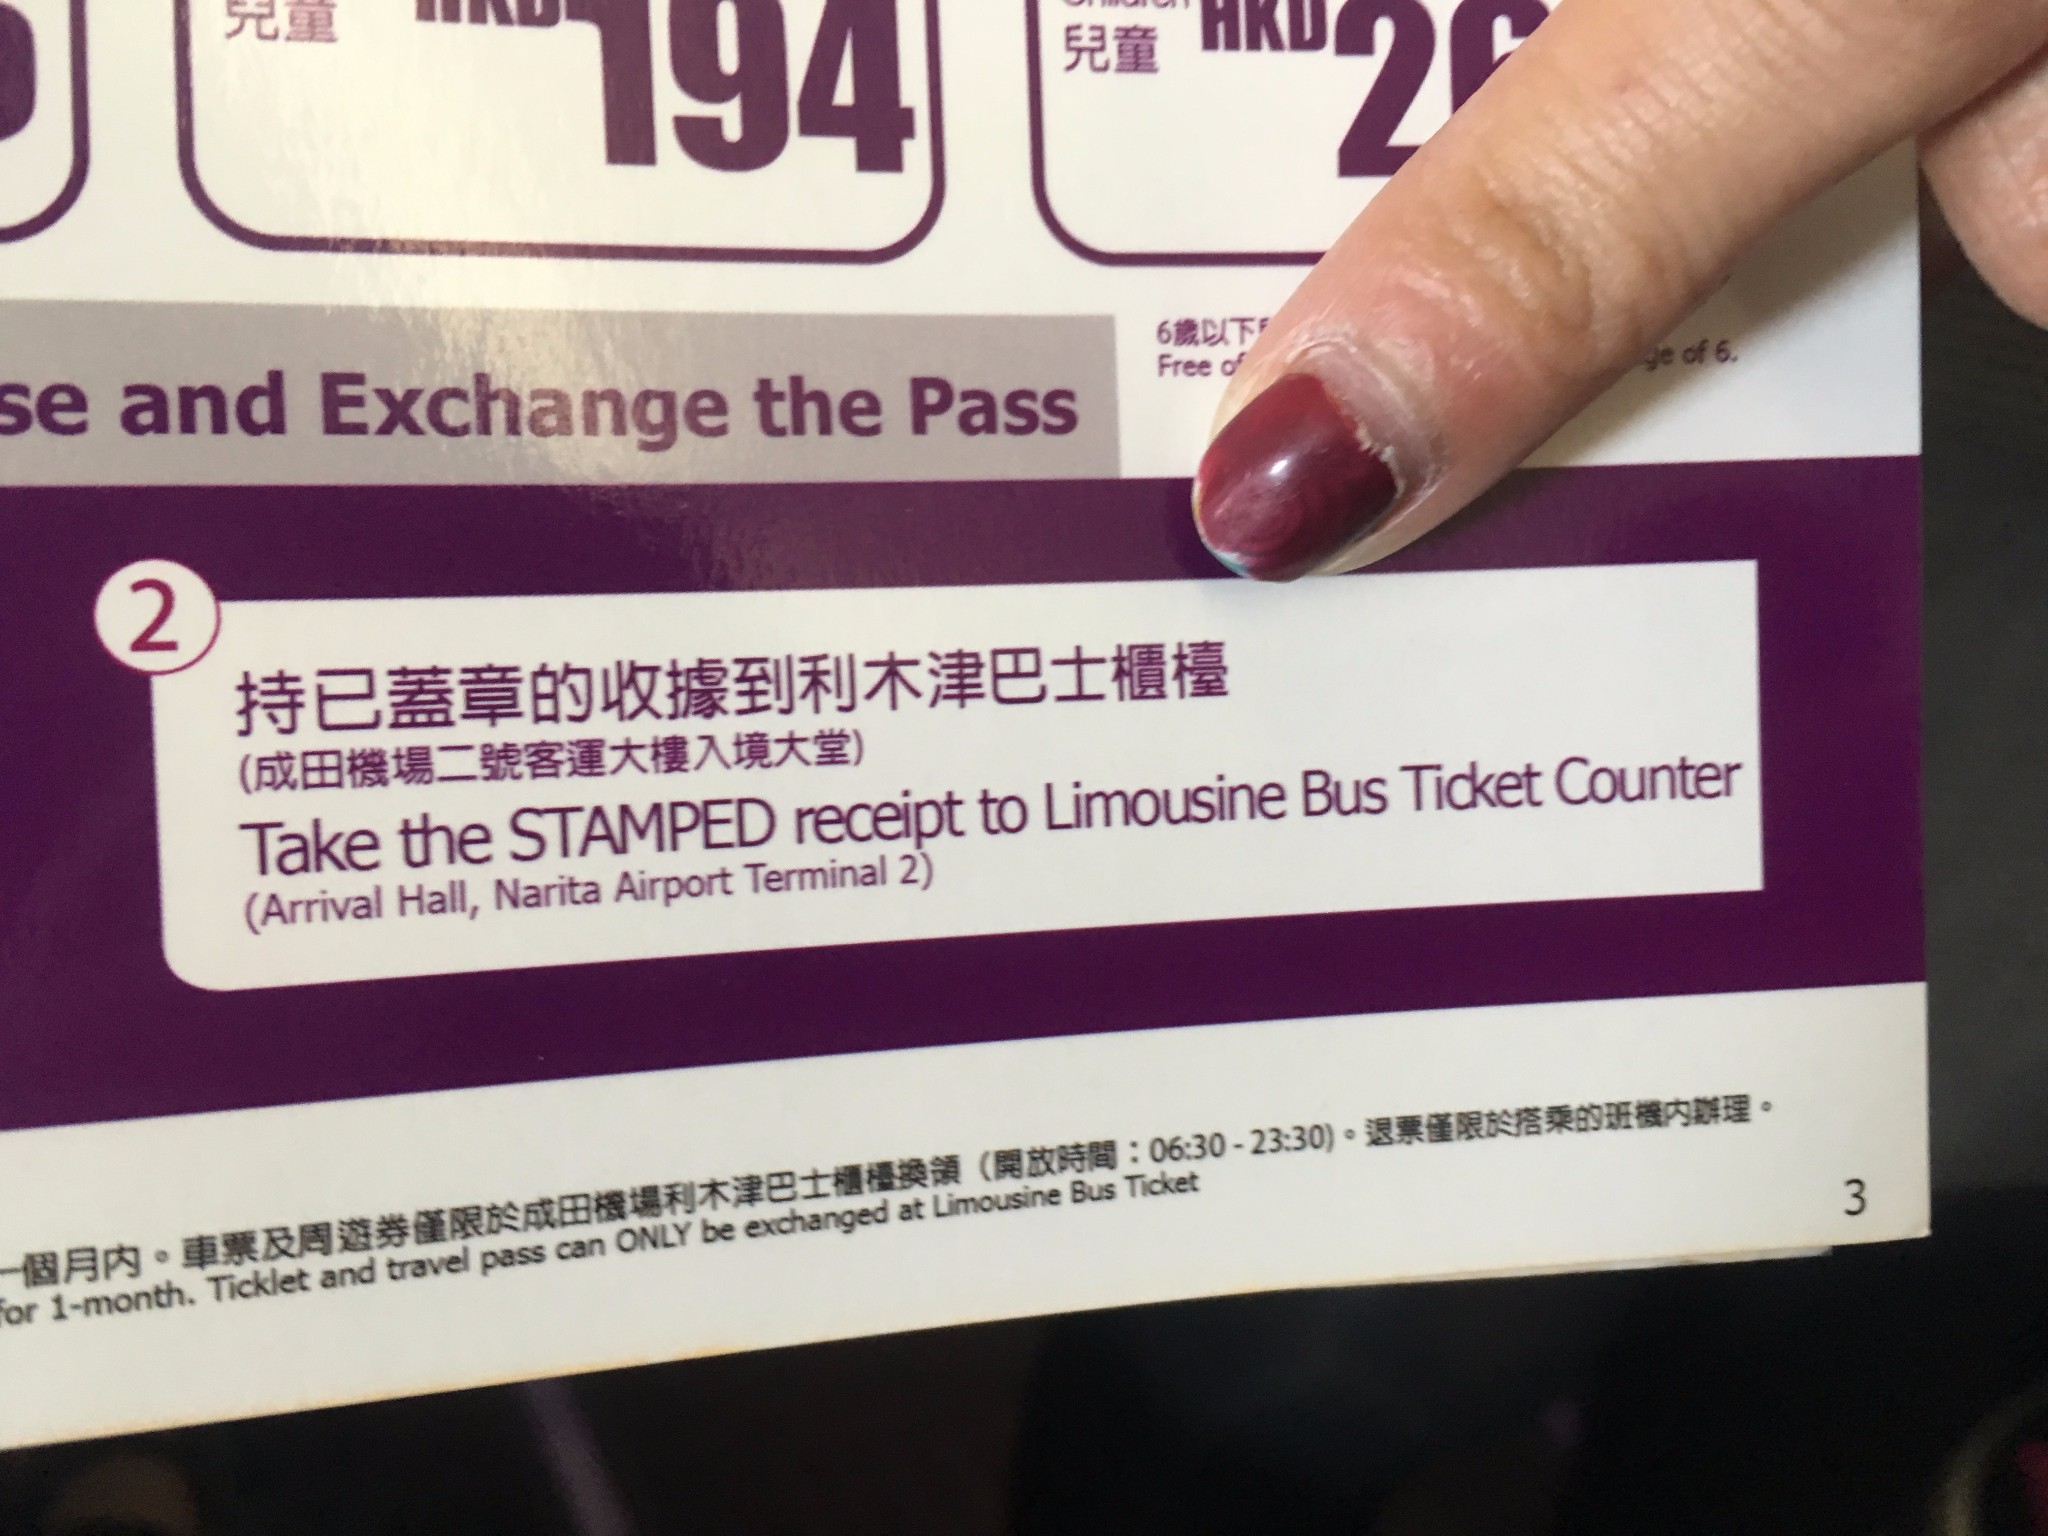 兒童
194
兒童 HKD
6歲以下
Free of
ge of 6.
and Exchange the Pass
2
持已蓋章的收據到利木津巴士櫃檯
(成田機場二號客運大樓入境大堂)
Take the STAMPED receipt to Limousine Bus Ticket Counter
(Arrival Hall, Narita Airport Terminal 2)
一個月內。車票及周遊券僅限於成田機場利木津巴士櫃檯換領（開放時間：06:30 - 23:30)。退票僅限於搭乘的班機內辦理。
for 1-month. Ticklet and travel pass can ONLY be exchanged at Limousine Bus Ticket
3